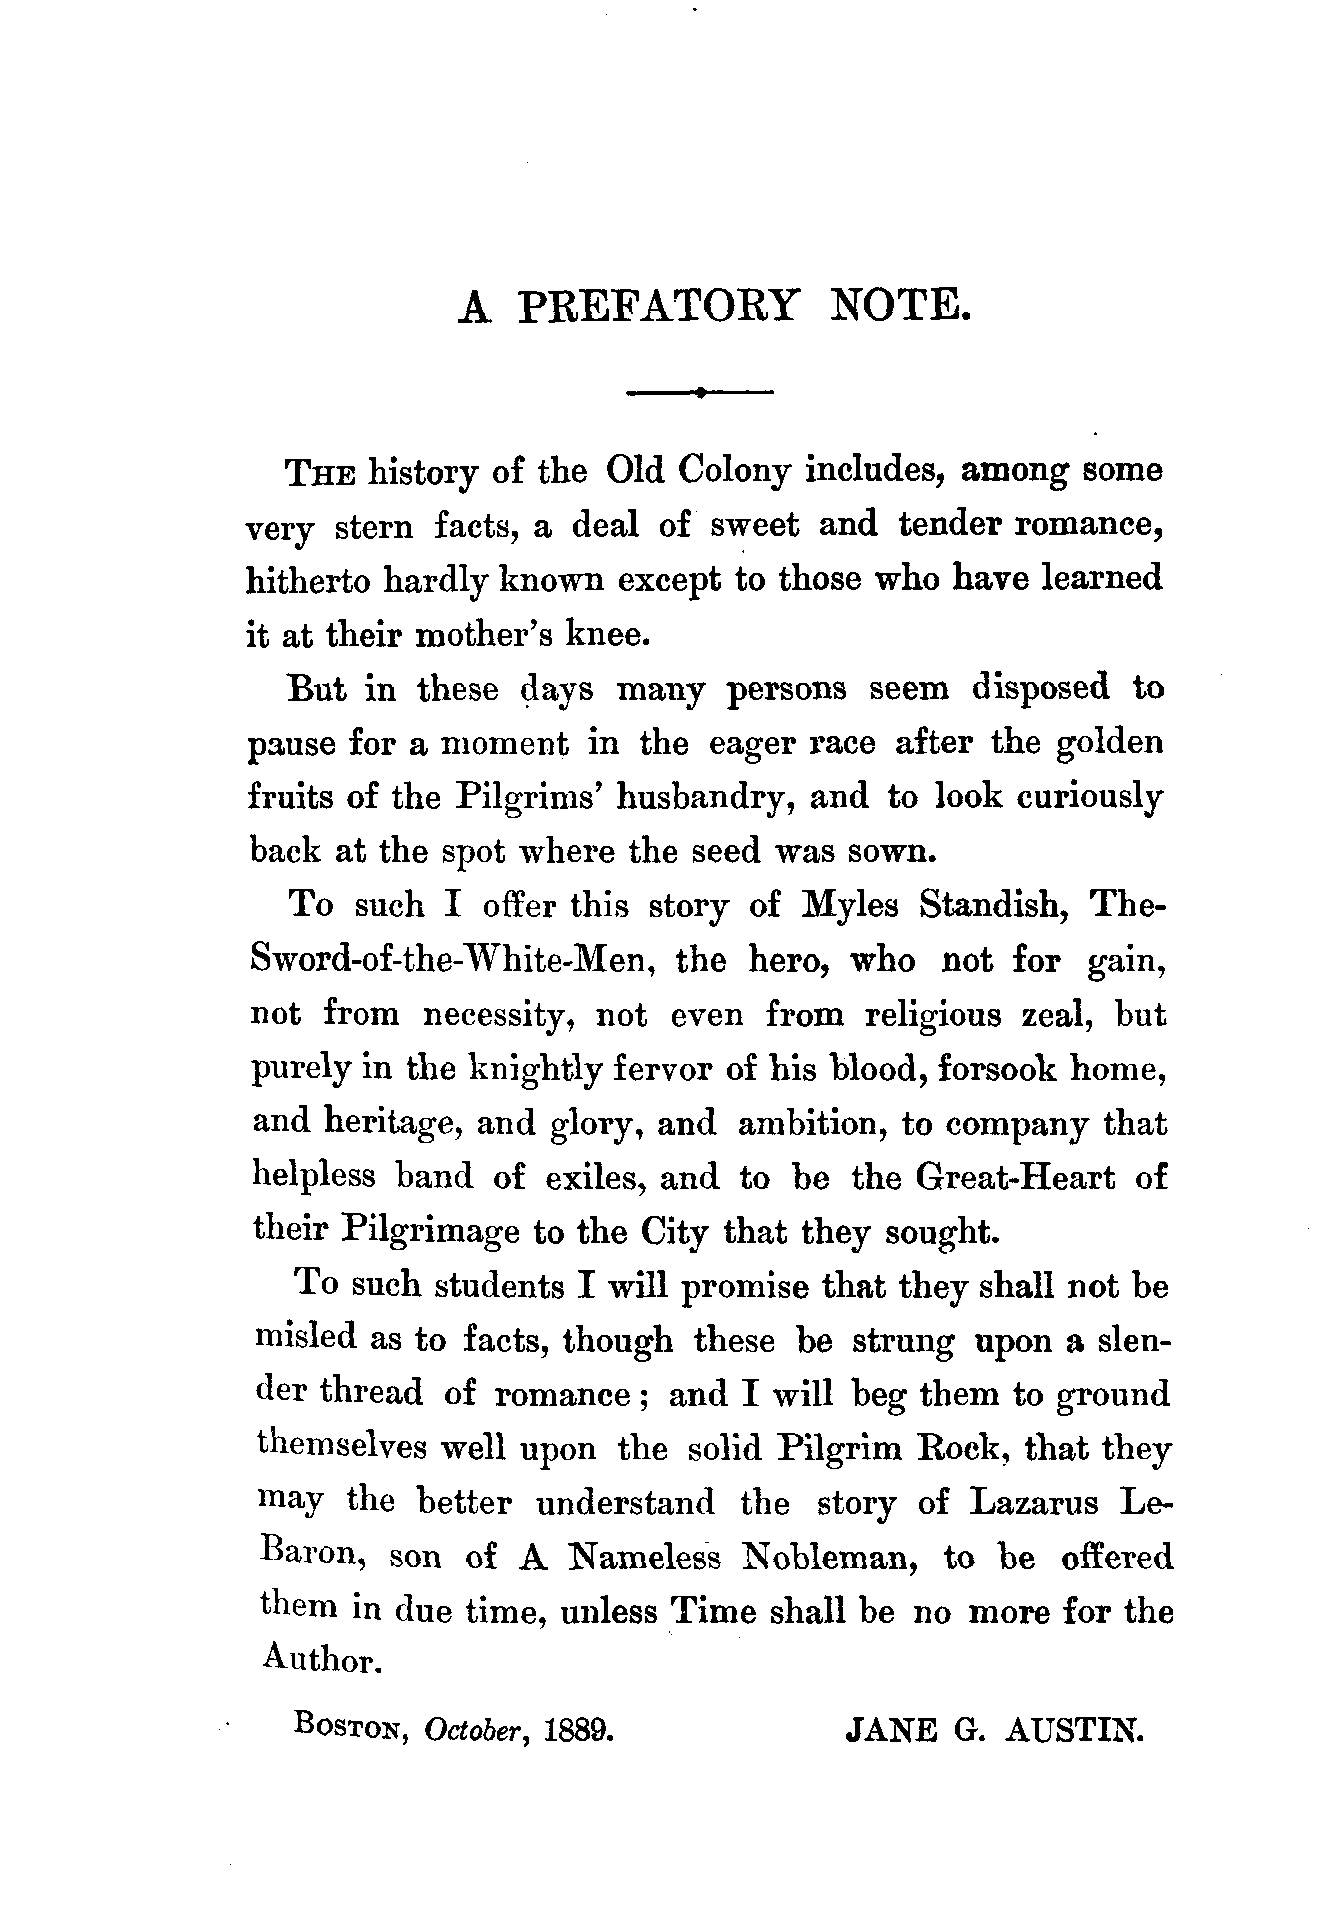 A PREFATORY NOTE.
THE history of the Old Colony includes, among some
very stern facts, a deal of sweet and tender romance,
hitherto hardly known except to those who have learned
it at their mother's knee.
But in these days many persons seem disposed to
pause for a moment in the eager race after the golden
fruits of the Pilgrims' husbandry, and to look curiously
back at the spot where the seed was sown.
To such I offer this story of Myles Standish, The-
Sword-of-the-White-Men, the hero, who not for gain,
not from necessity, not even from religious zeal, but
purely in the knightly fervor of his blood, forsook home,
and heritage, and glory, and ambition, to company that
helpless band of exiles, and to be the Great-Heart of
their Pilgrimage to the City that they sought.
To such students I will promise that they shall not be
misled as to facts, though these be strung upon a slen-
der thread of romance; and I will beg them to ground
themselves well upon the solid Pilgrim Rock, that they
may the better understand the story of Lazarus Le-
Baron, son of A Nameless Nobleman, to be offered
them in due time, unless Time shall be no more for the
Author.
BOSTON, October, 1889. JANE G. AUSTIN.